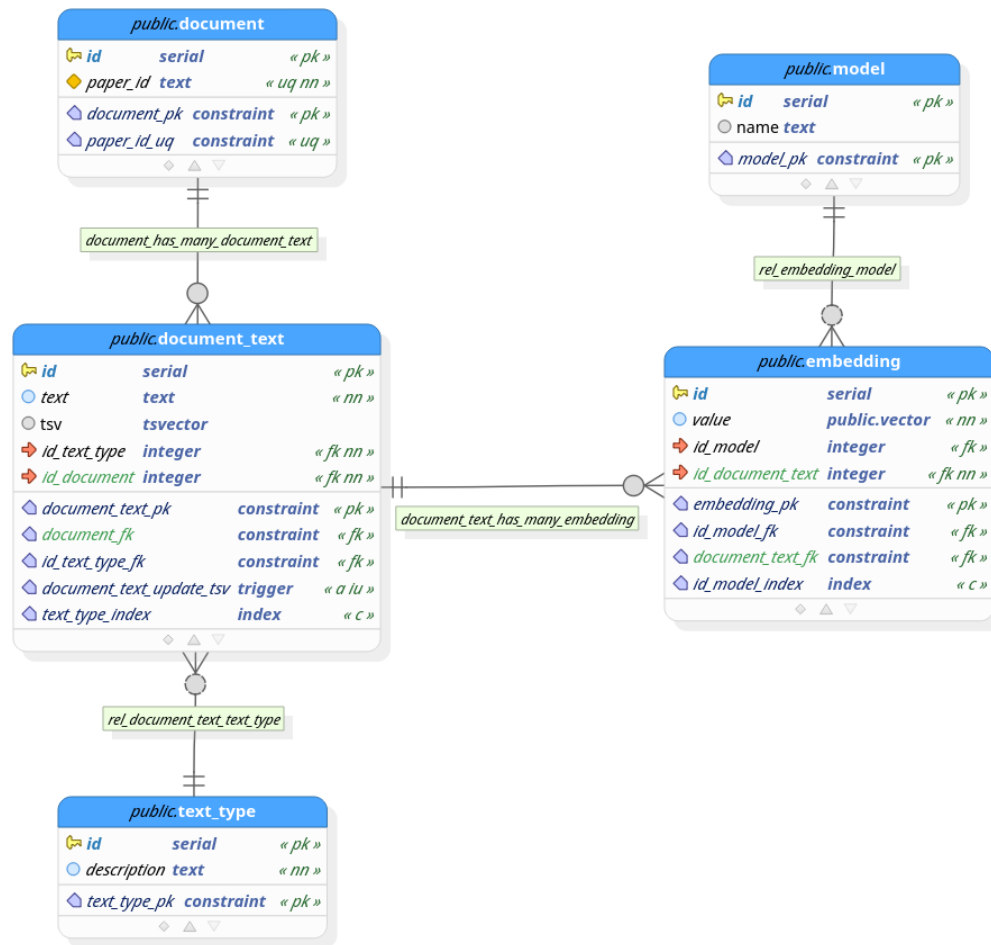 public.document
id serial « pk »
paper_id text « uq nn »
document_pk constraint « pk »
paper_id_uq constraint « uq »
document_has_many_document_text
public.document_text
id serial « pk »
text text « nn »
tsv tsvector
id_text_type integer « fk nn »
id_document integer « fk nn »
document_text_pk constraint « pk »
document_fk constraint « fk »
id_text_type_fk constraint « fk »
document_text_update_tsv trigger « a iu »
text_type_index index « c »
rel_document_text_text_type
public.text_type
id serial « pk »
description text « nn »
text_type_pk constraint « pk »
document_text_has_many_embedding
public.model
id serial « pk »
name text
model_pk constraint « pk »
rel_embedding_model
public.embedding
id serial « pk »
value public.vector « nn »
id_model integer « fk »
id_document_text integer « fk nn »
embedding_pk constraint « pk »
id_model_fk constraint « fk »
document_text_fk constraint « fk »
id_model_index index « c »